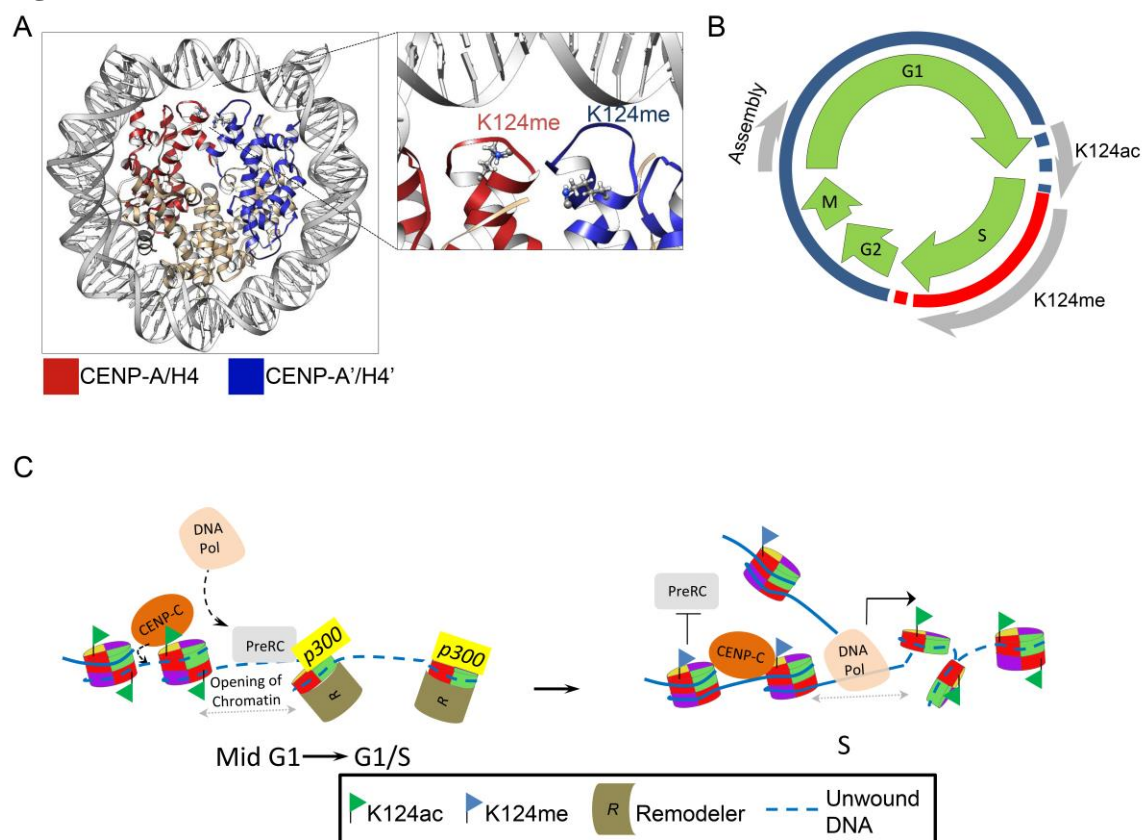 A
K124me
K124me
CENP-A/H4
CENP-A'/H4'
B
G1
S
G2
M
Assembly
K124ac
K124me
C
DNA
Pol
CENP-C
PreRC
p300
R
p300
R
Opening of
Chromatin
Mid G1
G1/S
PreRC
CENP-C
DNA
Pol
S
K124ac
K124me
R
Remodeler
Unwound
DNA